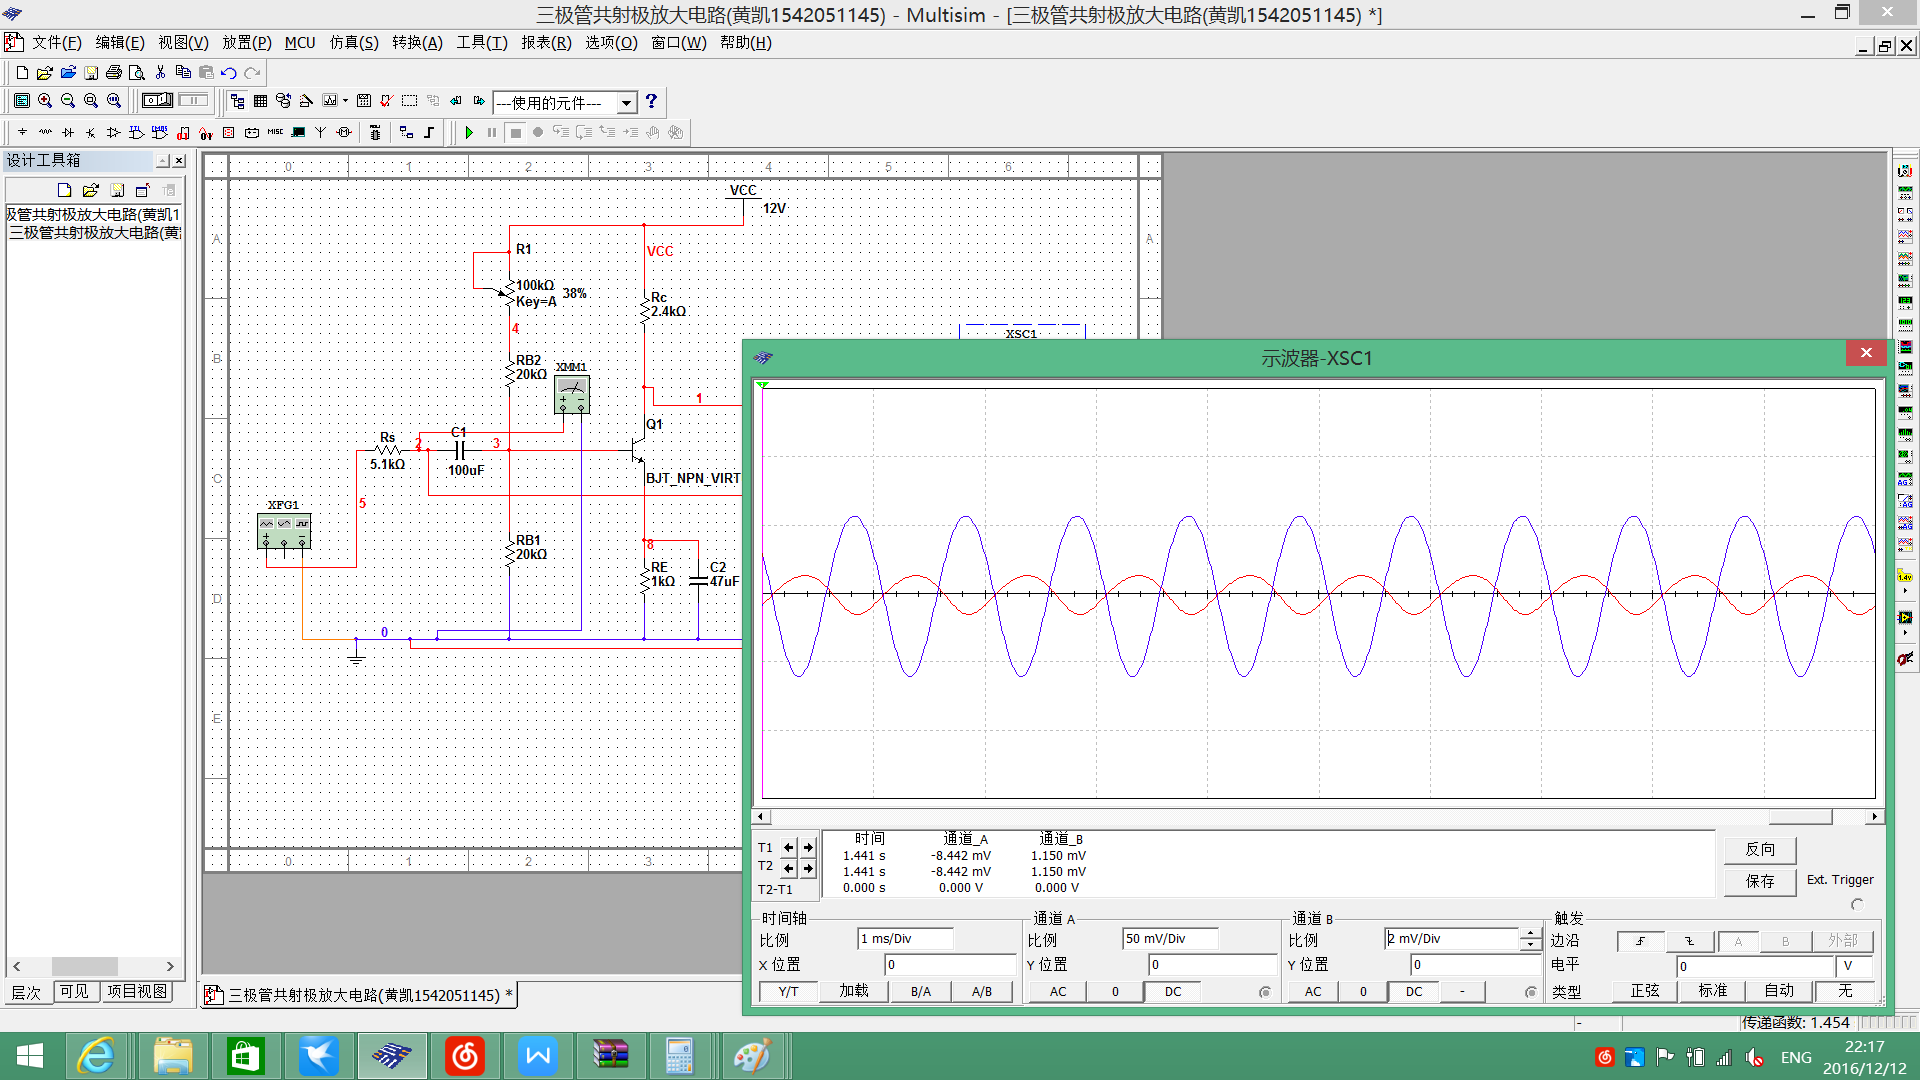 三极管共射极放大电路(黄凯1542051145) - Multisim - [三极管共射极放大电路(黄凯1542051145) *]
文件(F) 编辑(E) 视图(V) 放置(P) MCU 仿真(S) 转换(A) 工具(T) 报表(R) 选项(O) 窗口(W) 帮助(H)
---使用的元件---
?
MISC
设计工具箱
极管共射极放大电路(黄凯1
三极管共射极放大电路(黄
0 1 2 3 4 5 6
VCC
12V
A
A
R1
VCC
100kΩ
Key=A
38%
Rc
2.4kΩ
4
XSC1
B
RB2
20kΩ
XMM1
示波器-XSC1
1
Q1
Rs
2
C1
3
5.1kΩ
100uF
C
BJT_NPN_VIRT
XFG1
5
8
RB1
20kΩ
RE
1kΩ
C2
47uF
D
0
E
0 1 2 3
时间 通道_A 通道_B
T1
1.441 s -8.442 mV 1.150 mV
T2
1.441 s -8.442 mV 1.150 mV
T2-T1
0.000 s 0.000 V 0.000 V
反向
保存
Ext. Trigger
时间轴 通道 A 通道 B 触发
比例 1 ms/Div 比例 50 mV/Div 比例 2 mV/Div 边沿 A B 外部
X 位置 0 Y 位置 0 Y 位置 0 电平 0 V
Y/T 加载 B/A A/B AC 0 DC AC 0 DC - 类型 正弦 标准 自动 无
层次 可见 项目视图
三极管共射极放大电路(黄凯1542051145) *
- 传递函数: 1.454
ENG
22:17
2016/12/12